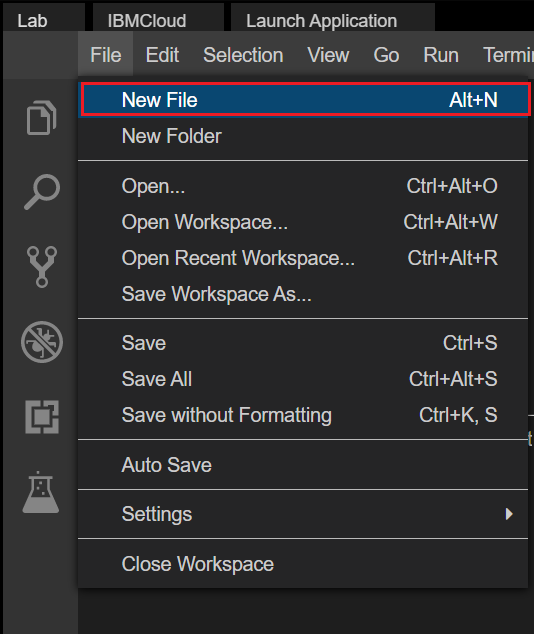 Lab IBMCloud Launch Application
File Edit Selection View Go Run
New File Alt+N
New Folder
Open... Ctrl+Alt+O
Open Workspace... Ctrl+Alt+W
Open Recent Workspace... Ctrl+Alt+R
Save Workspace As...
Save Ctrl+S
Save All Ctrl+Alt+S
Save without Formatting Ctrl+K, S
Auto Save
Settings
Close Workspace